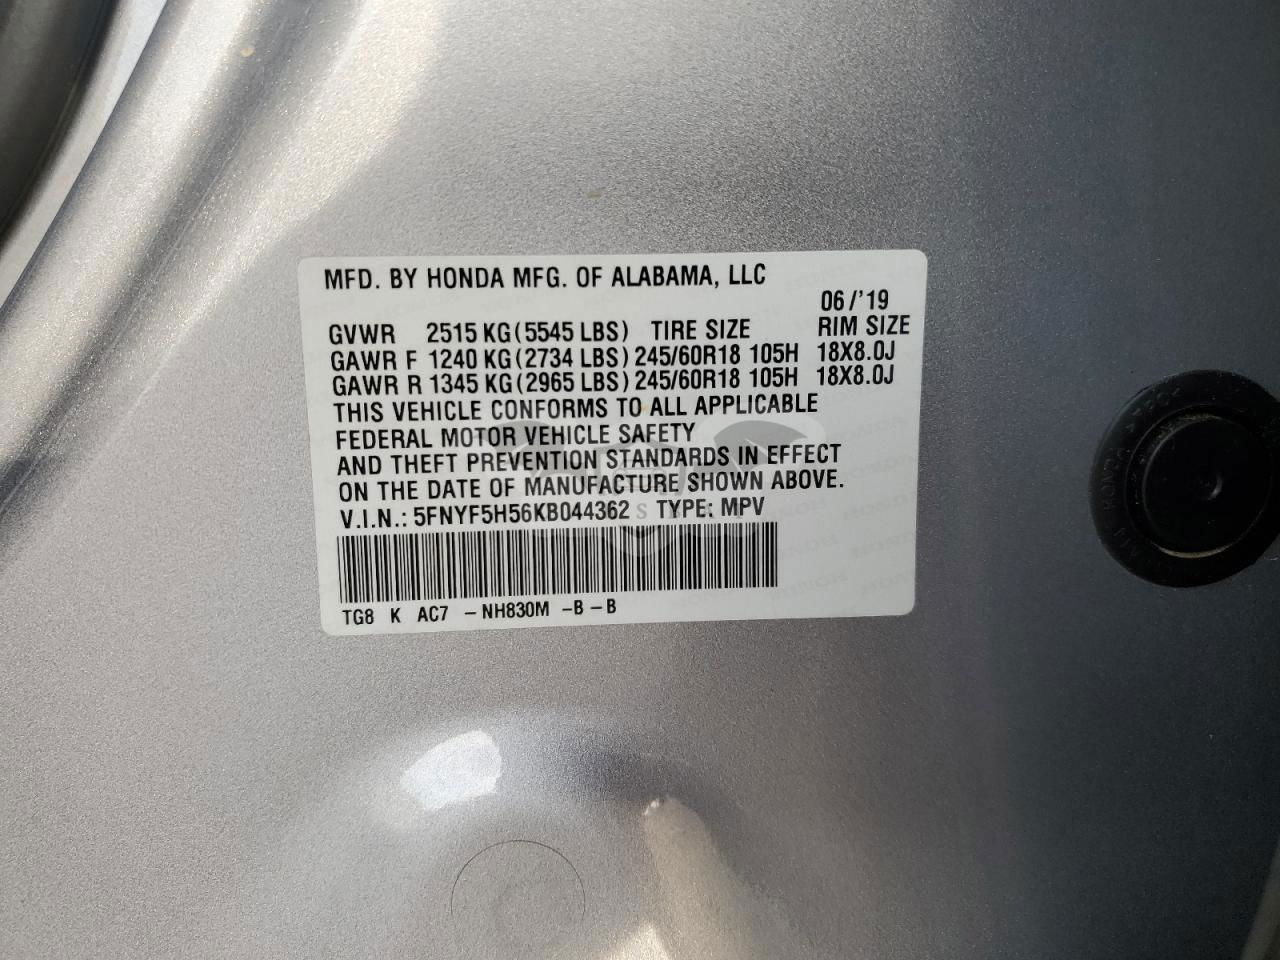 MFD. BY HONDA MFG. OF ALABAMA, LLC
06/'19
GVWR 2515 KG (5545 LBS) TIRE SIZE RIM SIZE
GAWR F 1240 KG (2734 LBS) 245/60R18 105H 18X8.0J
GAWR R 1345 KG (2965 LBS) 245/60R18 105H 18X8.0J
THIS VEHICLE CONFORMS TO ALL APPLICABLE
FEDERAL MOTOR VEHICLE SAFETY
AND THEFT PREVENTION STANDARDS IN EFFECT
ON THE DATE OF MANUFACTURE SHOWN ABOVE.
V.I.N.: 5FNYF5H56KB044362 TYPE: MPV
TG8 K AC7 -NH830M -B-B